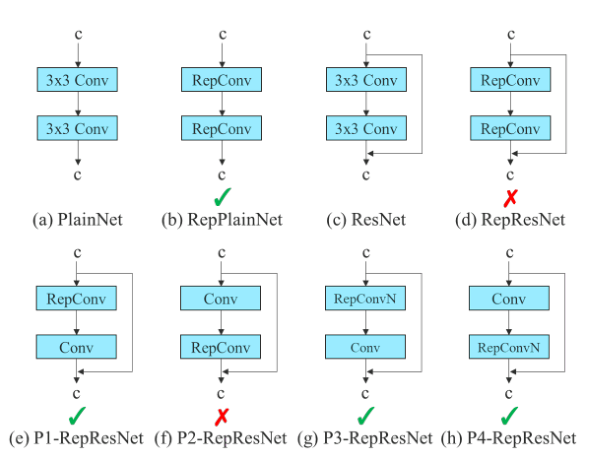 c c c c
3x3 Conv RepConv 3x3 Conv RepConv
3x3 Conv RepConv 3x3 Conv RepConv
c c c c
✓ ✗
(a) PlainNet (b) RepPlainNet (c) ResNet (d) RepResNet
c c c c
RepConv Conv RepConvN Conv
Conv RepConv Conv RepConvN
c c c c
✓ ✗ ✓ ✓
(e) P1-RepResNet (f) P2-RepResNet (g) P3-RepResNet (h) P4-RepResNet